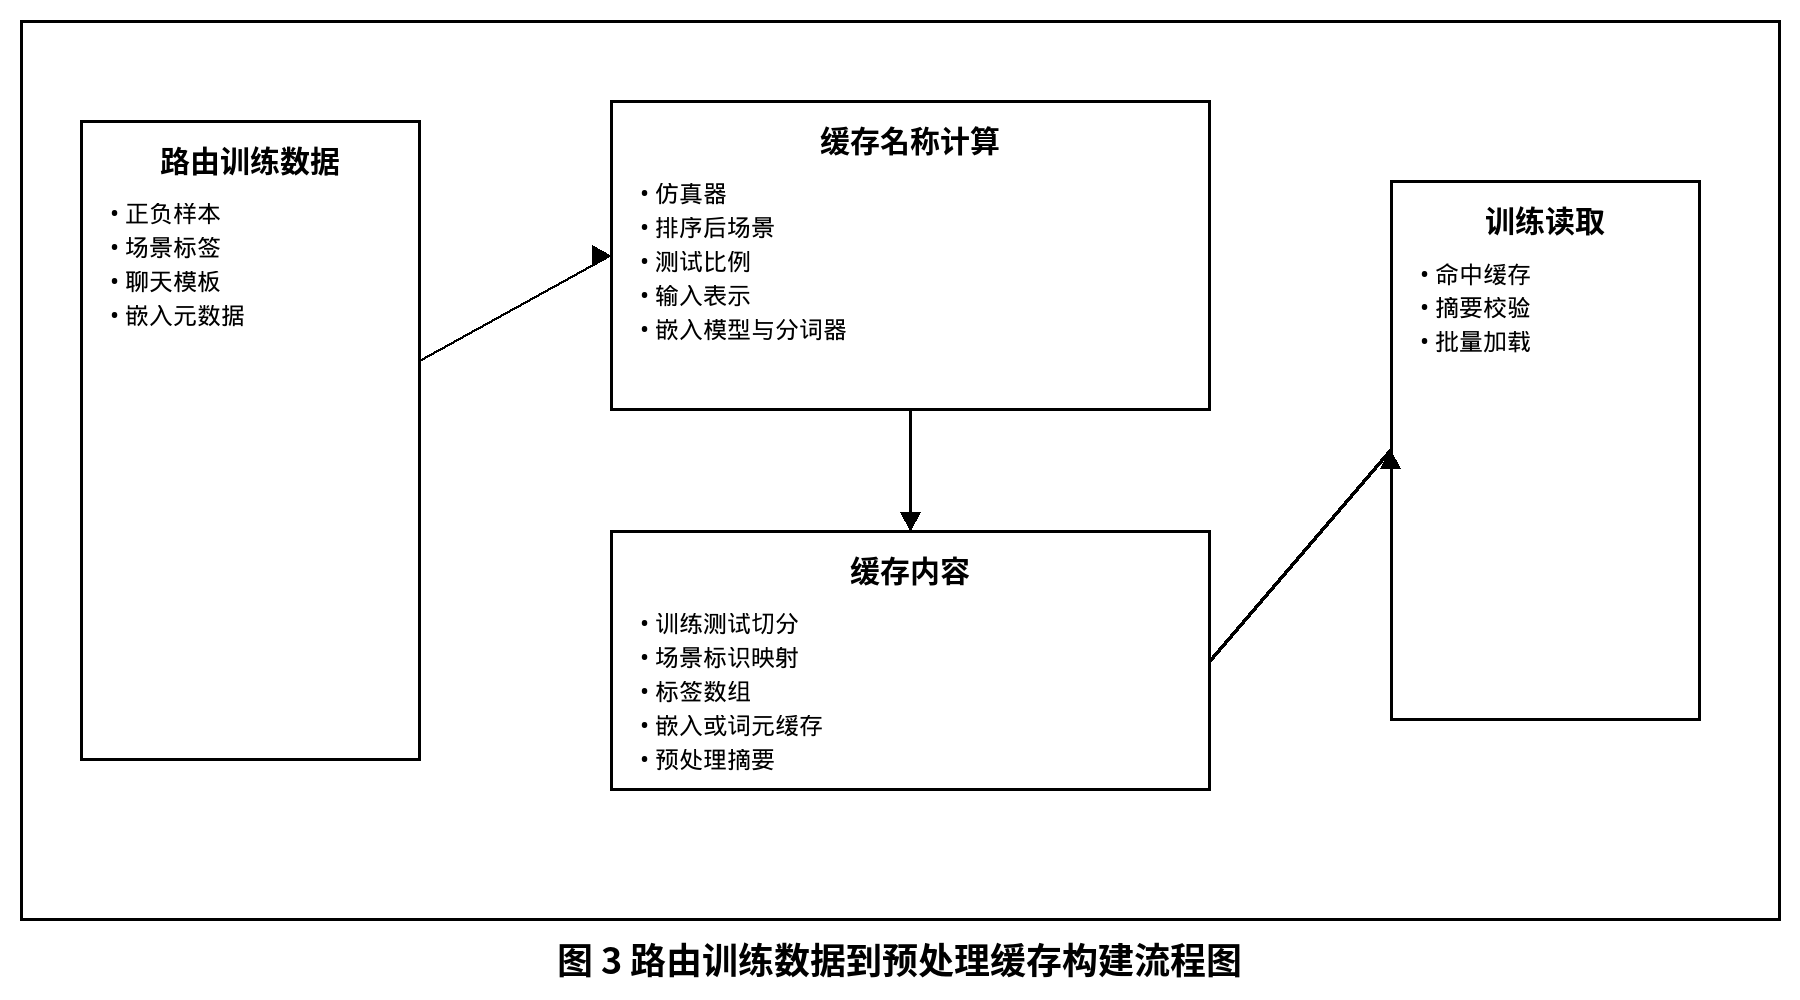 路由训练数据
• 正负样本
• 场景标签
• 聊天模板
• 嵌入元数据
缓存名称计算
• 仿真器
• 排序后场景
• 测试比例
• 输入表示
• 嵌入模型与分词器
缓存内容
• 训练测试切分
• 场景标识映射
• 标签数组
• 嵌入或词元缓存
• 预处理摘要
训练读取
• 命中缓存
• 摘要校验
• 批量加载
图 3 路由训练数据到预处理缓存构建流程图